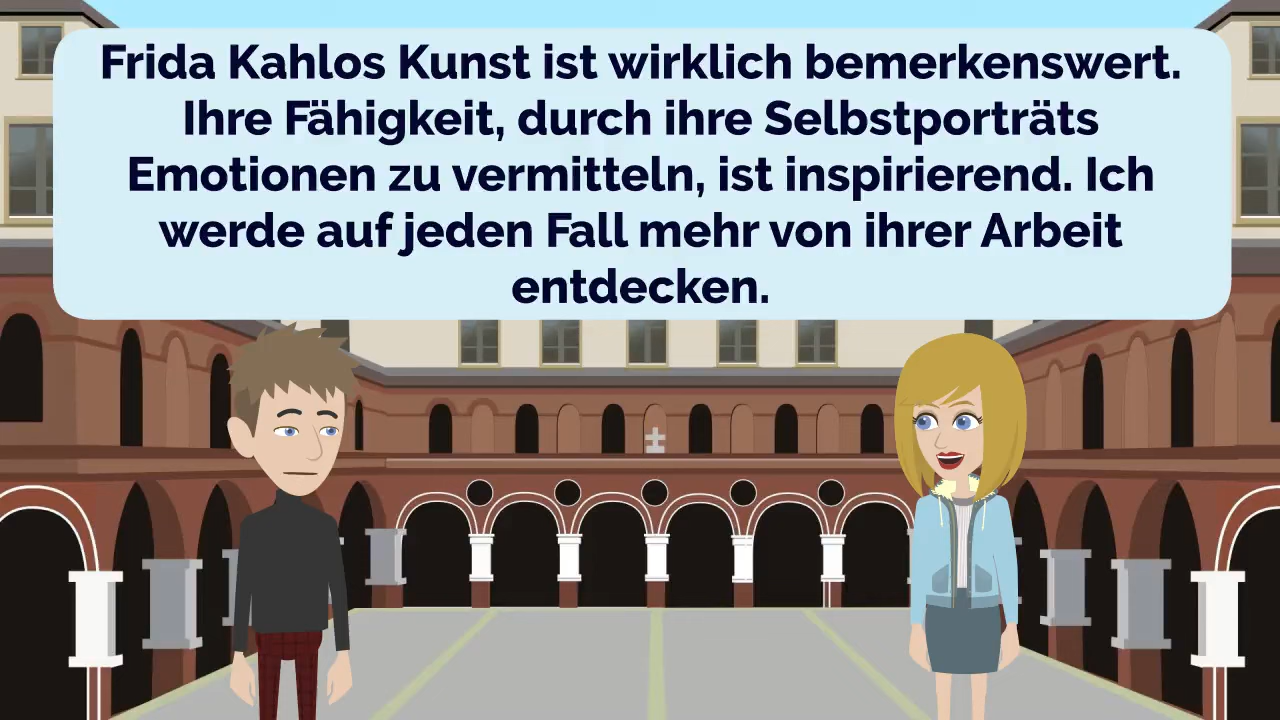 Frida Kahlos Kunst ist wirklich bemerkenswert.
Ihre Fähigkeit, durch ihre Selbstporträts
Emotionen zu vermitteln, ist inspirierend. Ich
werde auf jeden Fall mehr von ihrer Arbeit
entdecken.